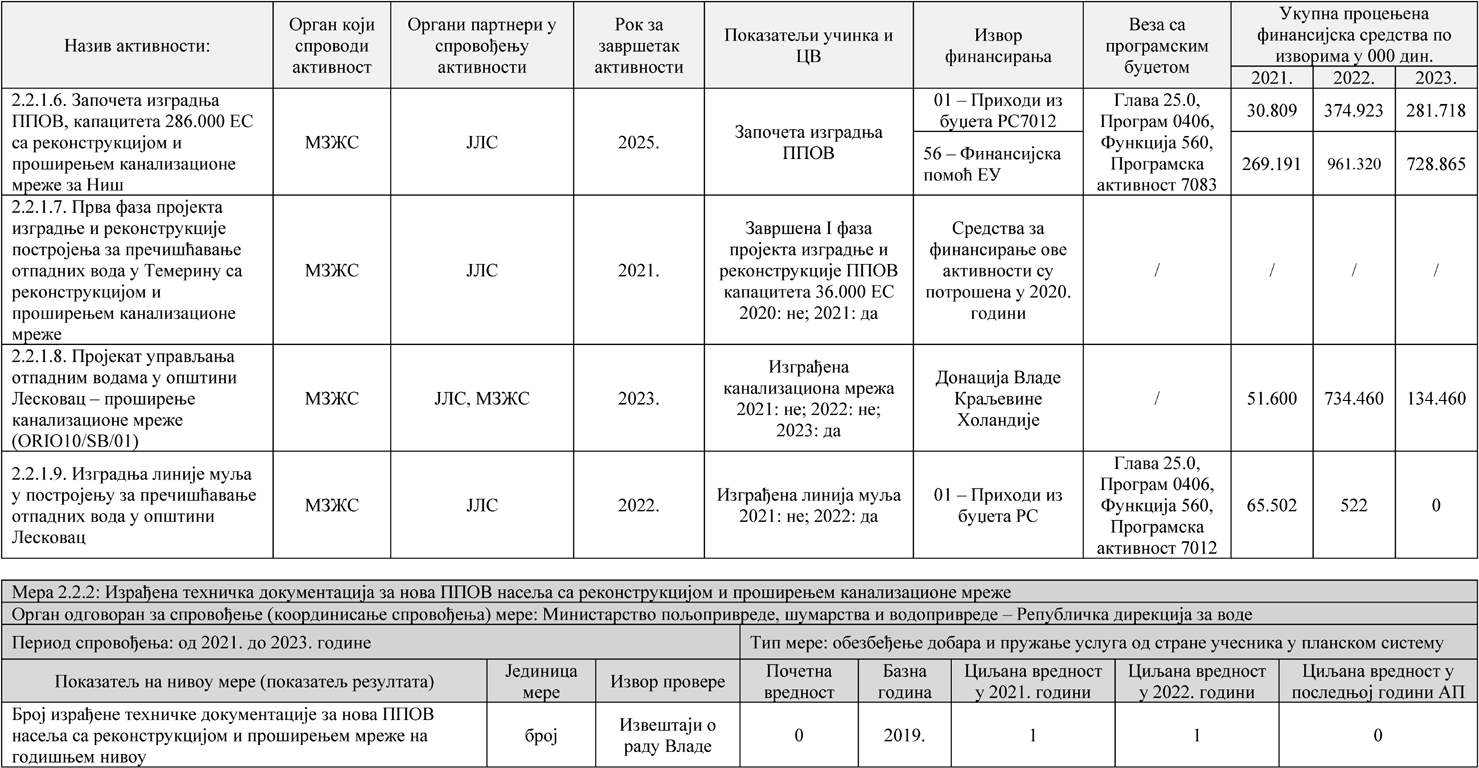 Назив активности:
Орган који
спроводи
активност
Органи партнери у
спровођењу
активности
Рок за
завршетак
активности
Показатељи учинка и
ЦВ
Извор
финансирања
Веза са
програмским
буџетом
Укупна процењена
финансијска средства по
изворима у 000 дин.
2021.
2022.
2023.
2.2.1.6. Започета изградња
ППОВ, капацитета 286.000 ЕС
са реконструкцијом и
проширењем канализационе
мреже за Ниш
МЗЖС
ЈЛС
2025.
Започета изградња
ППОВ
01 – Приходи из
буџета РС7012
56 – Финансијска
помоћ ЕУ
Глава 25.0,
Програм 0406,
Функција 560,
Програмска
активност 7083
30.809
374.923
281.718
269.191
961.320
728.865
2.2.1.7. Прва фаза пројекта
изградње и реконструкције
постројења за пречишћавање
отпадних вода у Темерину са
реконструкцијом и
проширењем канализационе
мреже
МЗЖС
ЈЛС
2021.
Завршена I фаза
пројекта изградње и
реконструкције ППОВ
капацитета 36.000 ЕС
2020: не; 2021: да
Средства за
финансирање ове
активности су
потрошена у 2020.
години
/
/
/
/
2.2.1.8. Пројекат управљања
отпадним водама у општини
Лесковац – проширење
канализационе мреже
(ORIO10/SB/01)
МЗЖС
ЈЛС, МЗЖС
2023.
Изграђена
канализациона мрежа
2021: не; 2022: не;
2023: да
Донација Владе
Краљевине
Холандије
/
51.600
734.460
134.460
2.2.1.9. Изградња линије муља
у постројењу за пречишћавање
отпадних вода у општини
Лесковац
МЗЖС
ЈЛС
2022.
Изграђена линија муља
2021: не; 2022: да
01 – Приходи из
буџета РС
Глава 25.0,
Програм 0406,
Функција 560,
Програмска
активност 7012
65.502
522
0
Мера 2.2.2: Израђена техничка документација за нова ППОВ насеља са реконструкцијом и проширењем канализационе мреже
Орган одговоран за спровођење (координисање спровођења) мере: Министарство пољопривреде, шумарства и водопривреде – Републичка дирекција за воде
Период спровођења: од 2021. до 2023. године
Тип мере: обезбеђење добара и пружање услуга од стране учесника у планском систему
Показатељ на нивоу мере (показатељ резултата)
Јединица
мере
Извор провере
Почетна
вредност
Базна
година
Циљана вредност
у 2021. години
Циљана вредност
у 2022. години
Циљана вредност у
последњој години АП
Број израђене техничке документације за нова ППОВ
насеља са реконструкцијом и проширењем мреже на
годишњем нивоу
број
Извештаји о
раду Владе
0
2019.
1
1
0